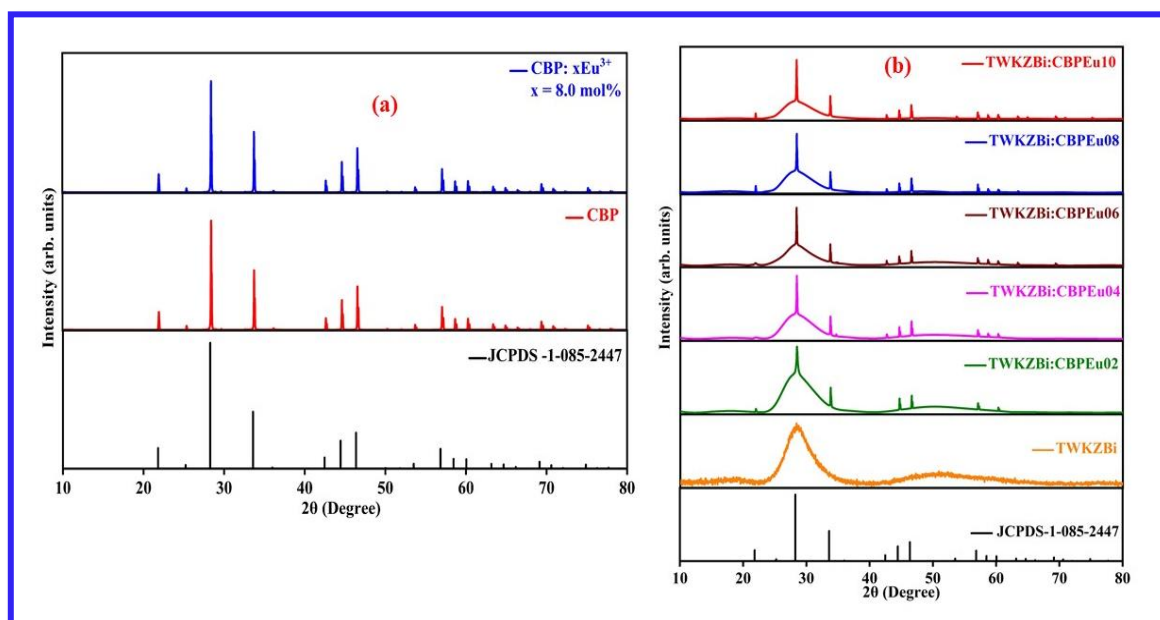 CBP: xEu³⁺
x = 8.0 mol%
(a)
CBP
JCPDS -1-085-2447
Intensity (arb. units)
10 20 30 40 50 60 70 80
2θ (Degree)
(b)
TWKZBi:CBPEu10
TWKZBi:CBPEu08
TWKZBi:CBPEu06
TWKZBi:CBPEu04
TWKZBi:CBPEu02
TWKZBi
JCPDS-1-085-2447
Intensity (arb. units)
10 20 30 40 50 60 70 80
2θ (Degree)